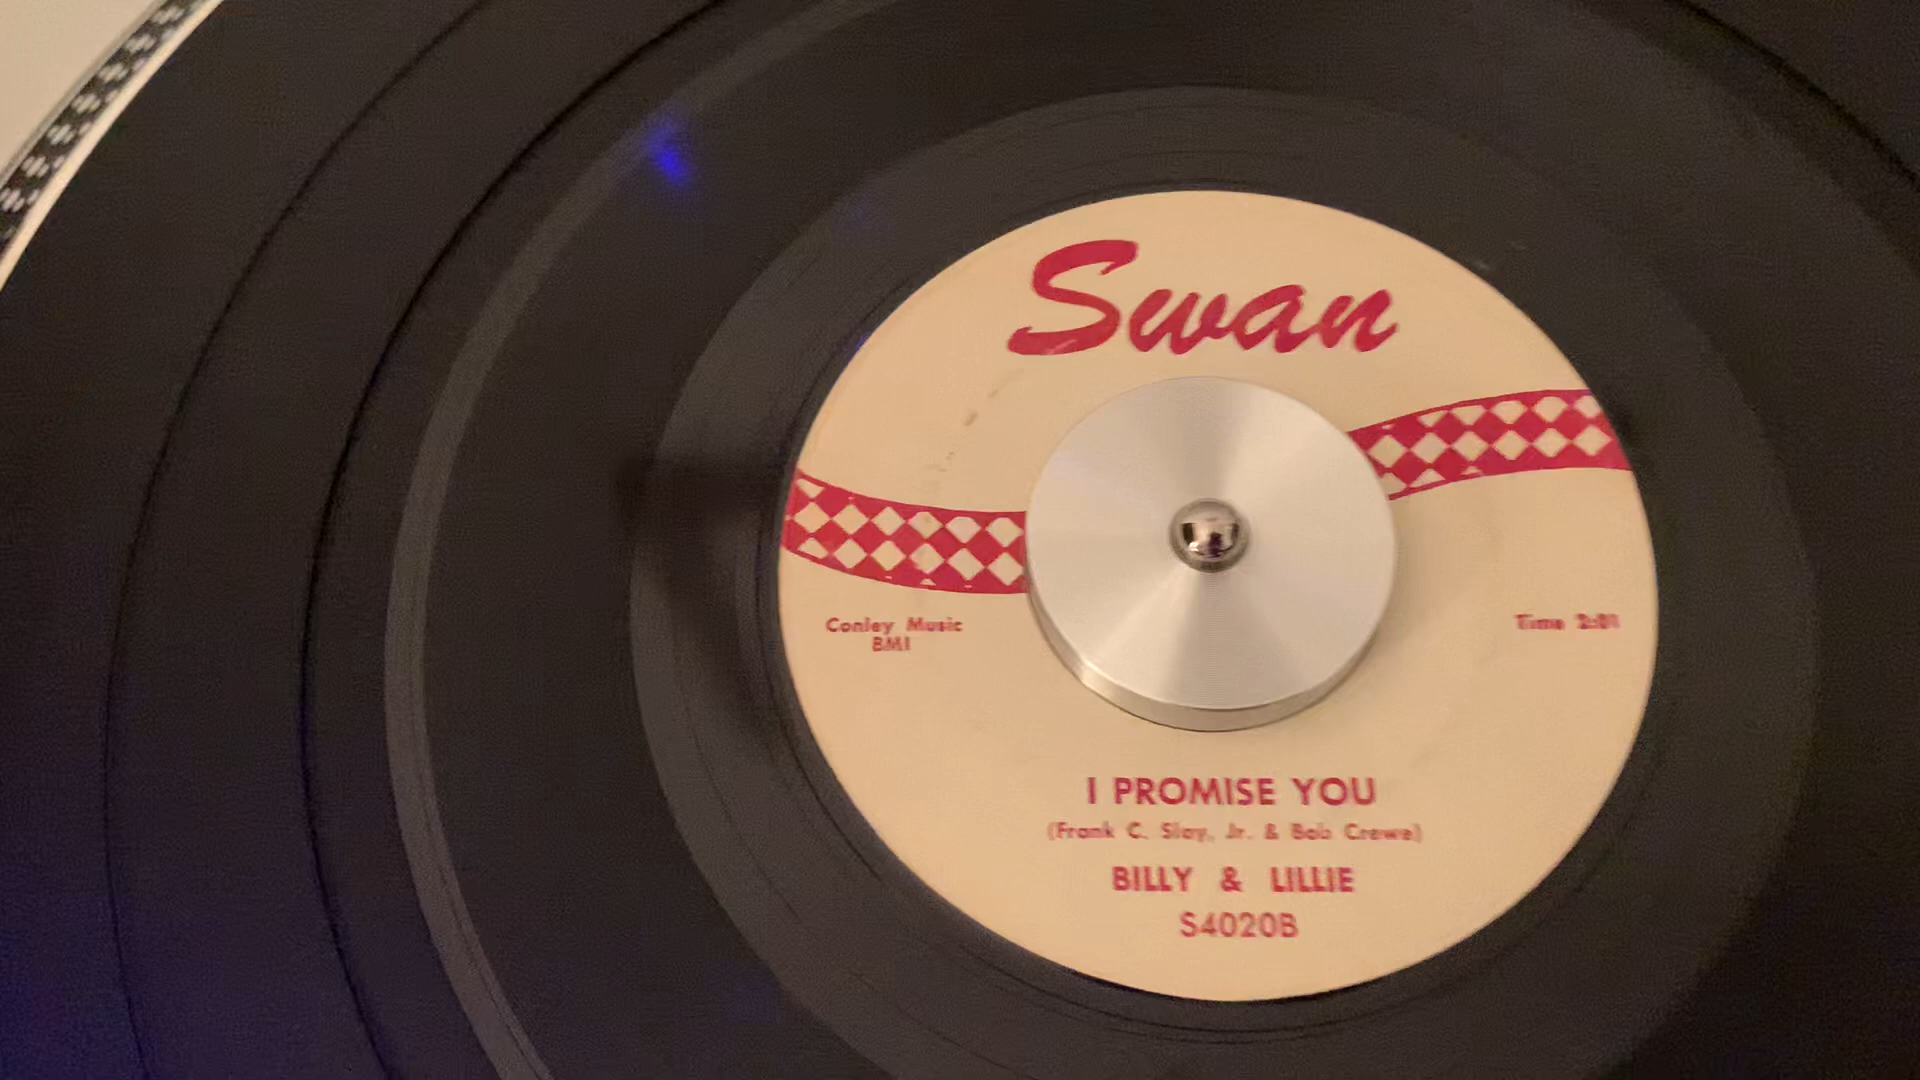 Swan
Conley Music
BMI
Time 2:01
I PROMISE YOU
(Frank C. Slay, Jr. & Bob Crewe)
BILLY & LILLIE
S4020B